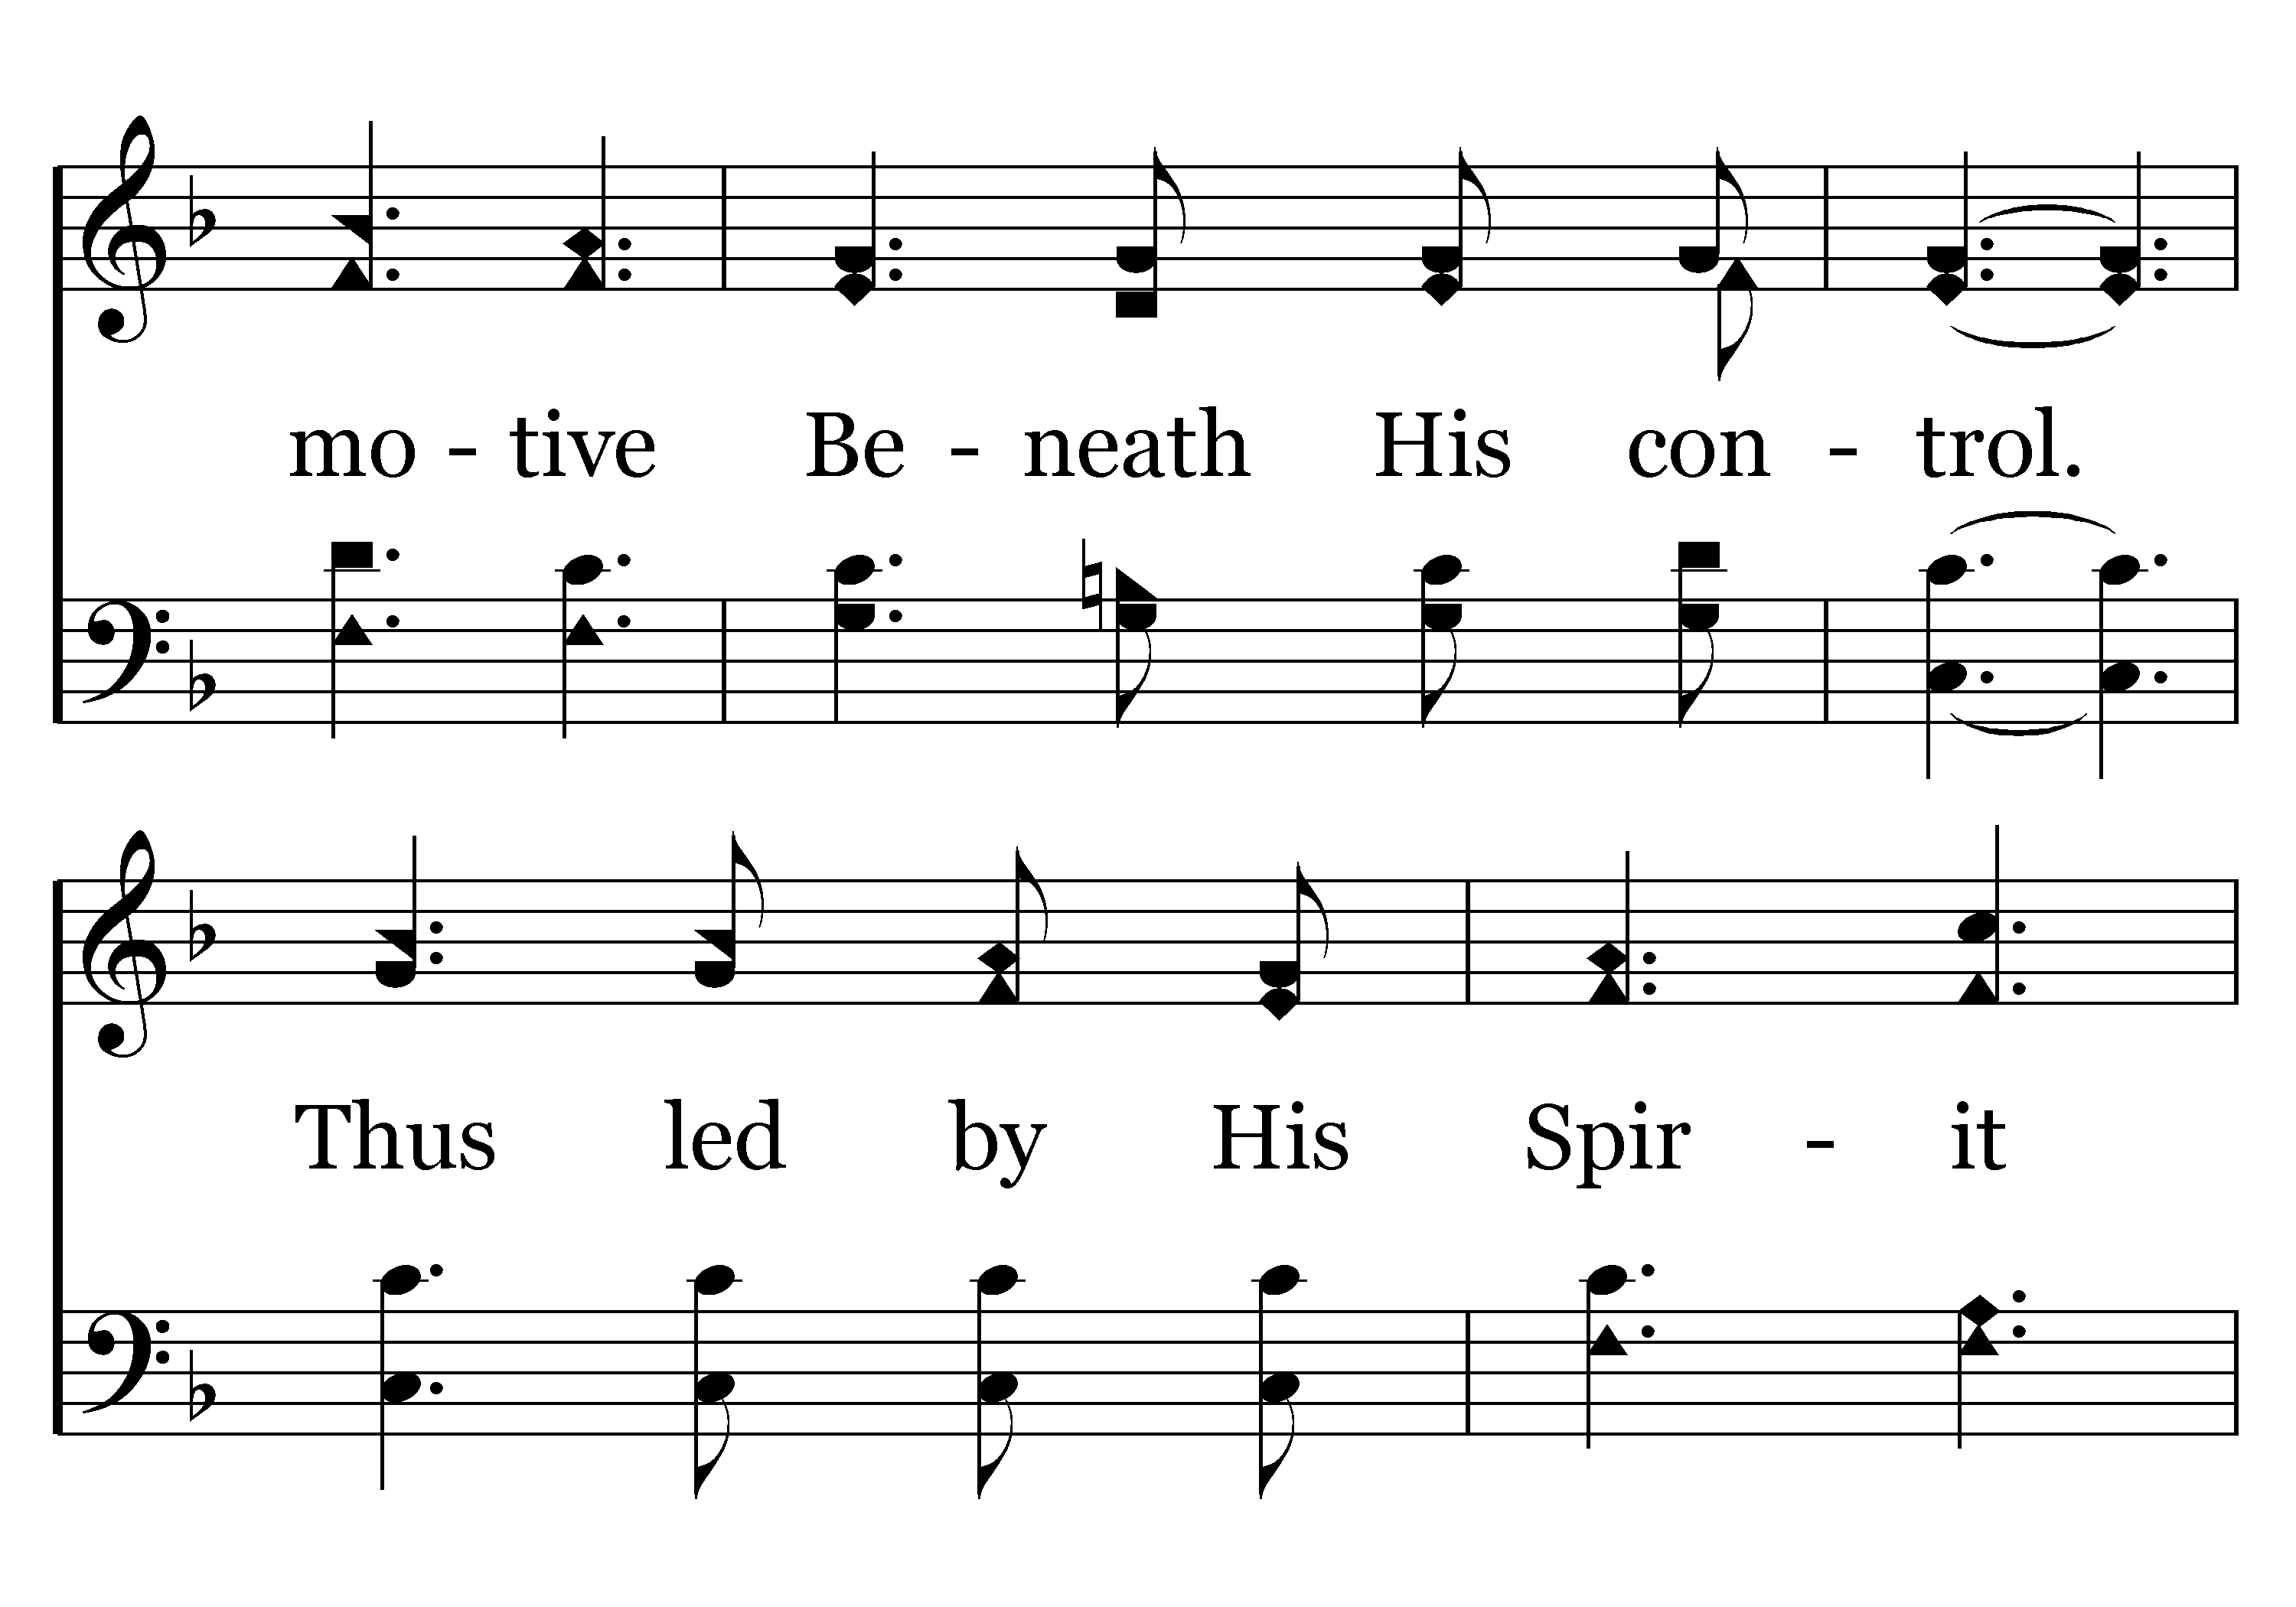 mo - tive Be - neath His con - trol.
Thus led by His Spir - it